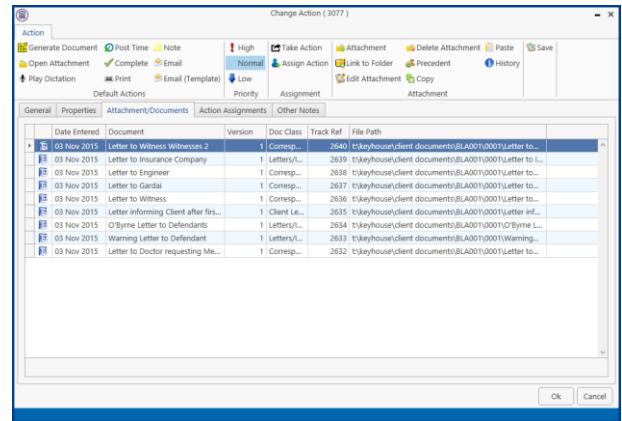 Change Action ( 3077 )
Action
Generate Document Post Time Note High Take Action Attachment Delete Attachment Paste Save
Open Attachment Complete Email Normal Assign Action Link to Folder Precedent History
Play Dictation Print Email (Template) Low Edit Attachment Copy
Default Actions Priority Assignment Attachment
General Properties Attachment/Documents Action Assignments Other Notes
Date Entered Document Version Doc Class Track Ref File Path
03 Nov 2015 Letter to Witness Witnesses 2 1 Corresp... 2640 t:\keyhouse\client documents\BLA001\0001\Letter to...
03 Nov 2015 Letter to Insurance Company 1 Letters/I... 2639 t:\keyhouse\client documents\BLA001\0001\Letter to I...
03 Nov 2015 Letter to Engineer 1 Corresp... 2638 t:\keyhouse\client documents\BLA001\0001\Letter to...
03 Nov 2015 Letter to Gardai 1 Corresp... 2637 t:\keyhouse\client documents\BLA001\0001\Letter to...
03 Nov 2015 Letter to Witness 1 Corresp... 2636 t:\keyhouse\client documents\BLA001\0001\Letter to...
03 Nov 2015 Letter informing Client after firs... 1 Client Le... 2635 t:\keyhouse\client documents\BLA001\0001\Letter inf...
03 Nov 2015 O'Byrne Letter to Defendants 1 Letters/I... 2634 t:\keyhouse\client documents\BLA001\0001\O'Byrne L...
03 Nov 2015 Warning Letter to Defendant 1 Letters/I... 2633 t:\keyhouse\client documents\BLA001\0001\Warning...
03 Nov 2015 Letter to Doctor requesting Me... 1 Corresp... 2632 t:\keyhouse\client documents\BLA001\0001\Letter to...
Ok Cancel